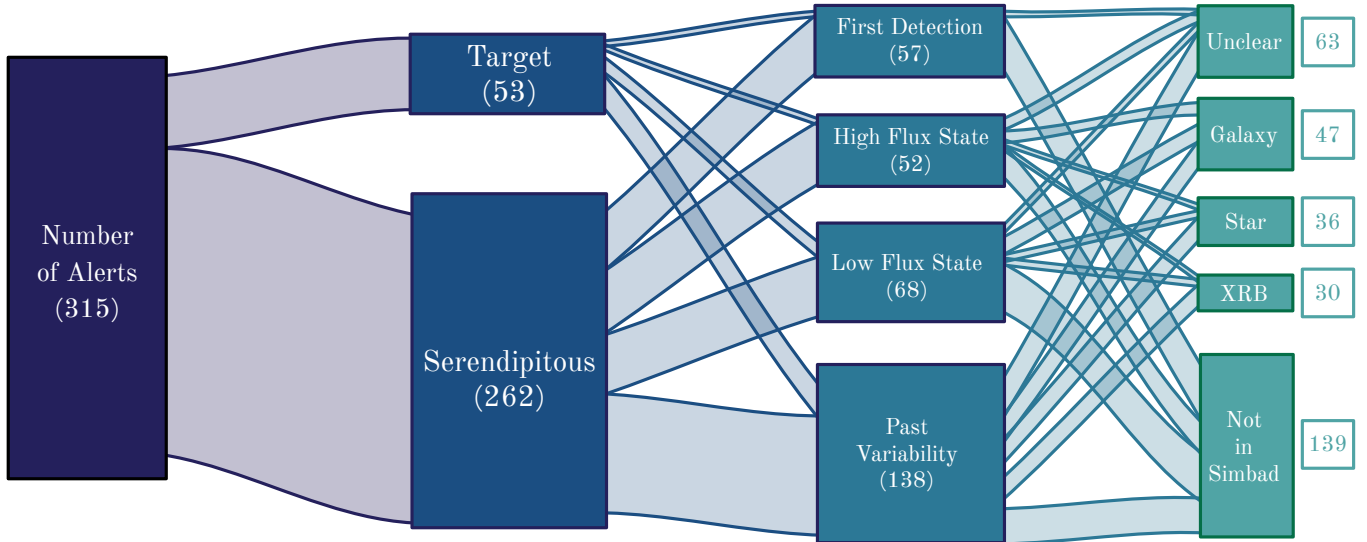 Number
of Alerts
(315)
Target
(53)
Serendipitous
(262)
First Detection
(57)
High Flux State
(52)
Low Flux State
(68)
Past
Variability
(138)
Unclear
63
Galaxy
47
Star
36
XRB
30
Not
in
Simbad
139